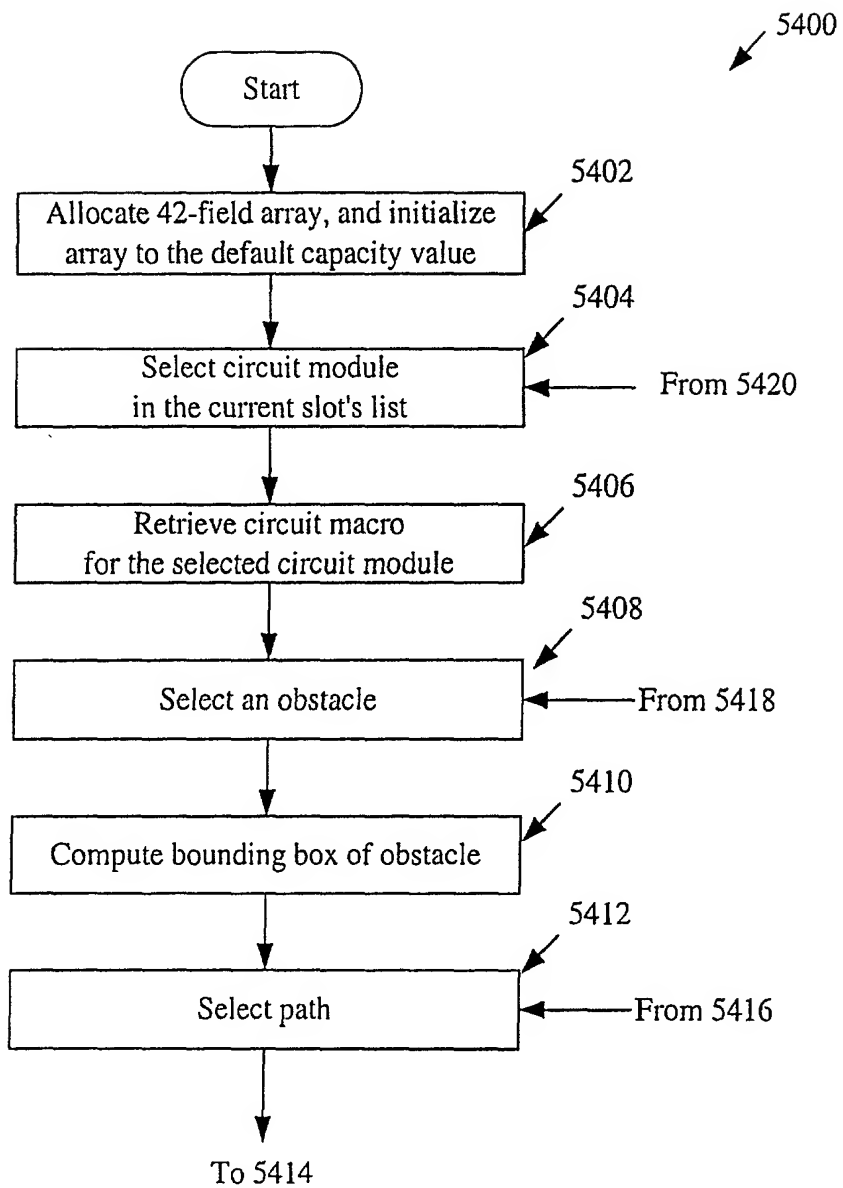 5400
Start
5402
Allocate 42-field array, and initialize
array to the default capacity value
5404
Select circuit module
in the current slot's list
From 5420
5406
Retrieve circuit macro
for the selected circuit module
5408
Select an obstacle
From 5418
5410
Compute bounding box of obstacle
5412
Select path
From 5416
To 5414